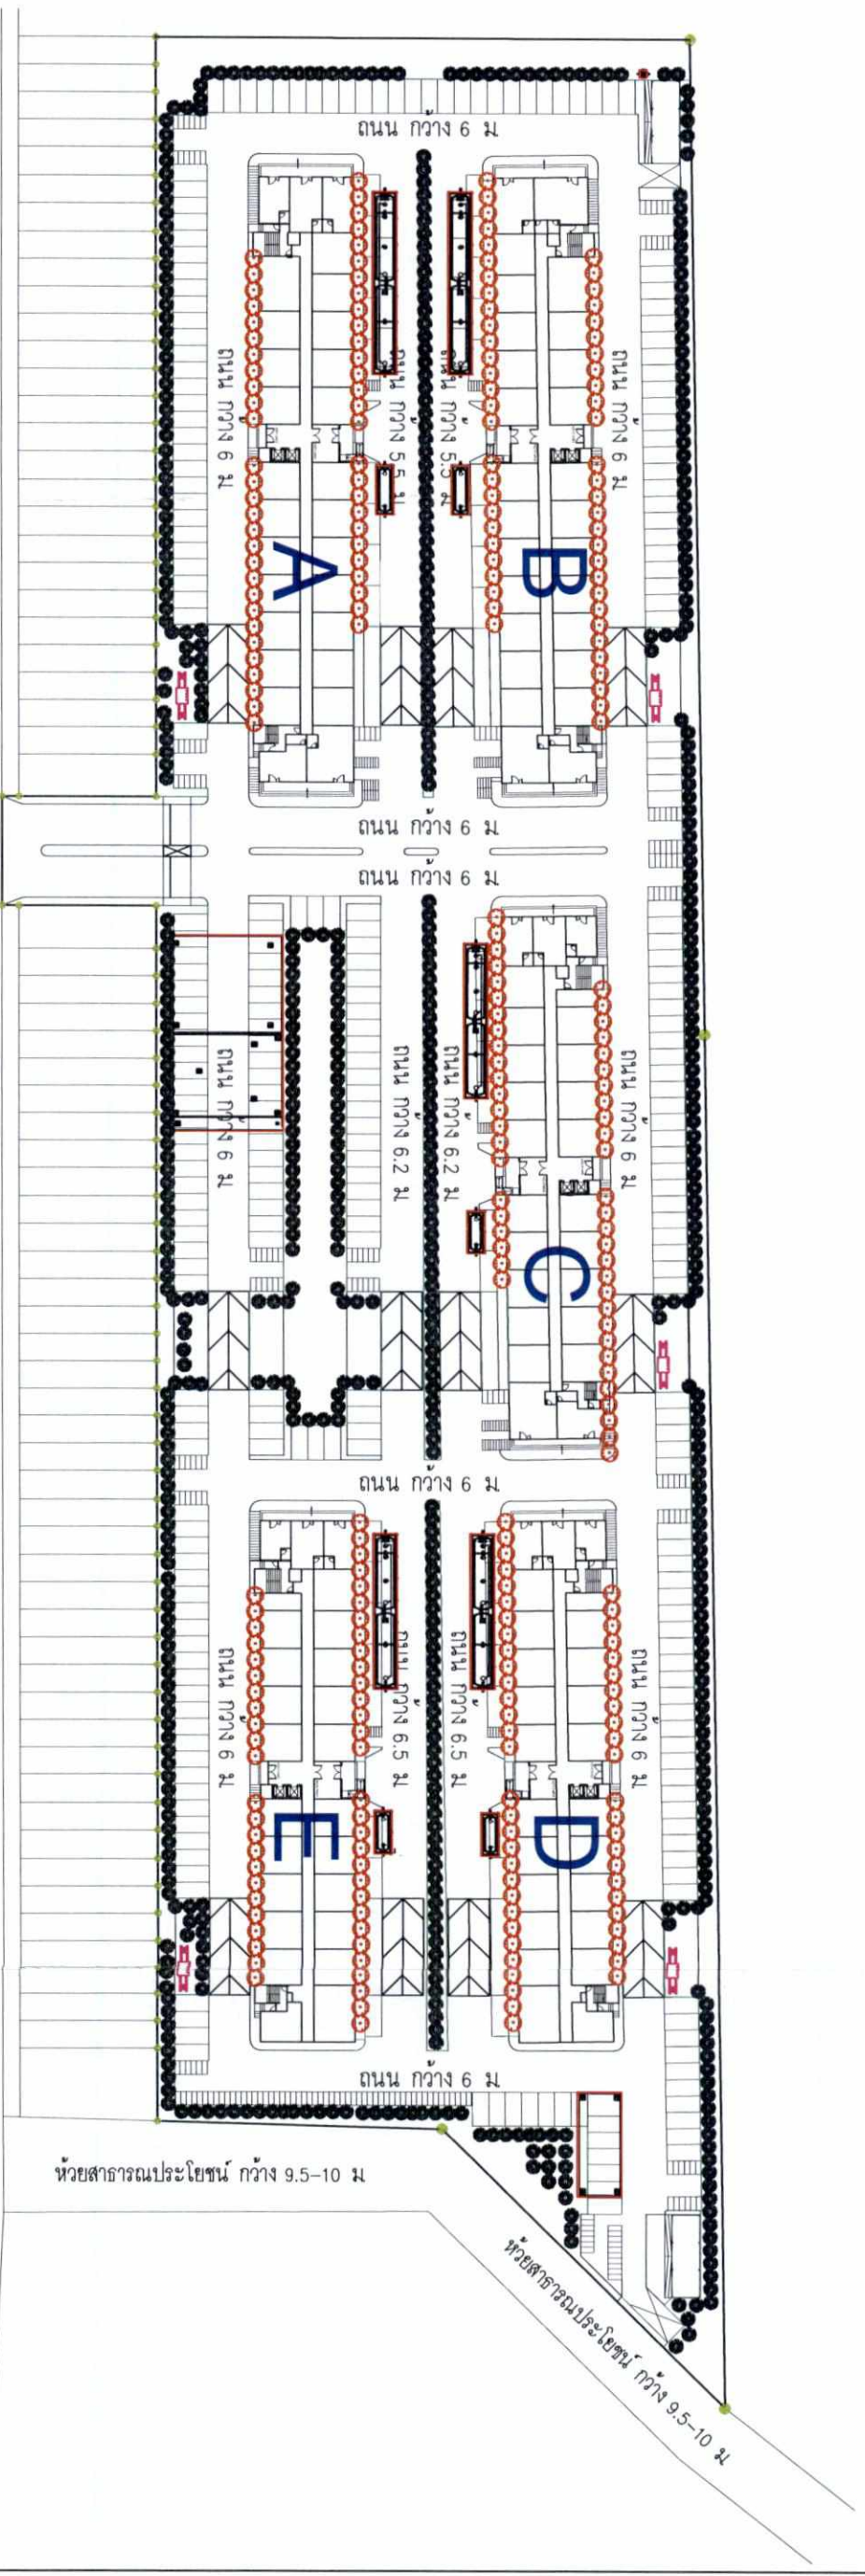 ถนน กว้าง 6 ม
ถนน กว้าง 6 ม
ถนน กว้าง 5.5 ม
ถนน กว้าง 5.5 ม
ถนน กว้าง 6 ม
A
B
ถนน กว้าง 6 ม
ถนน กว้าง 6 ม
ถนน กว้าง 6 ม
ถนน กว้าง 6.2 ม
ถนน กว้าง 6.2 ม
ถนน กว้าง 6 ม
C
ถนน กว้าง 6 ม
ถนน กว้าง 6 ม
ถนน กว้าง 6.5 ม
ถนน กว้าง 6.5 ม
ถนน กว้าง 6 ม
E
D
ถนน กว้าง 6 ม
ห้วยสาธารณประโยชน์ กว้าง 9.5-10 ม
ห้วยสาธารณประโยชน์ กว้าง 9.5-10 ม